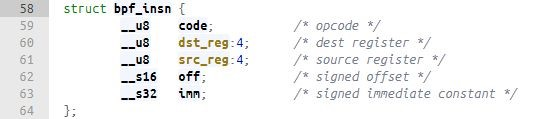 58 struct bpf_insn {
59 __u8 code; /* opcode */
60 __u8 dst_reg:4; /* dest register */
61 __u8 src_reg:4; /* source register */
62 __s16 off; /* signed offset */
63 __s32 imm; /* signed immediate constant */
64 };